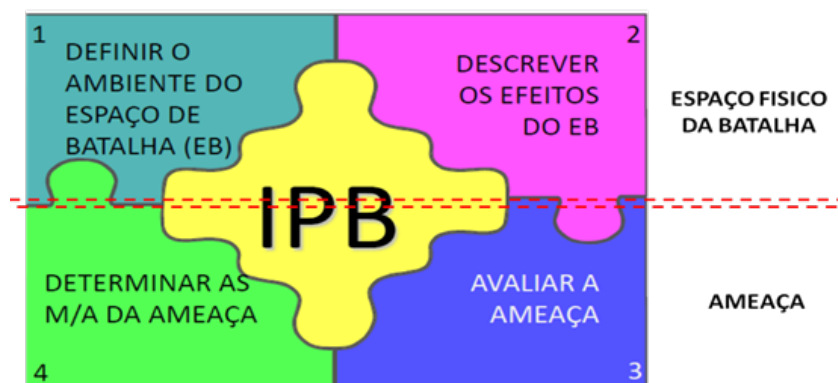 1
DEFINIR O
AMBIENTE DO
ESPAÇO DE
BATALHA (EB)
2
DESCREVER
OS EFEITOS
DO EB
ESPAÇO FISICO
DA BATALHA
IPB
DETERMINAR AS
M/A DA AMEAÇA
4
AVALIAR A
AMEAÇA
3
AMEAÇA